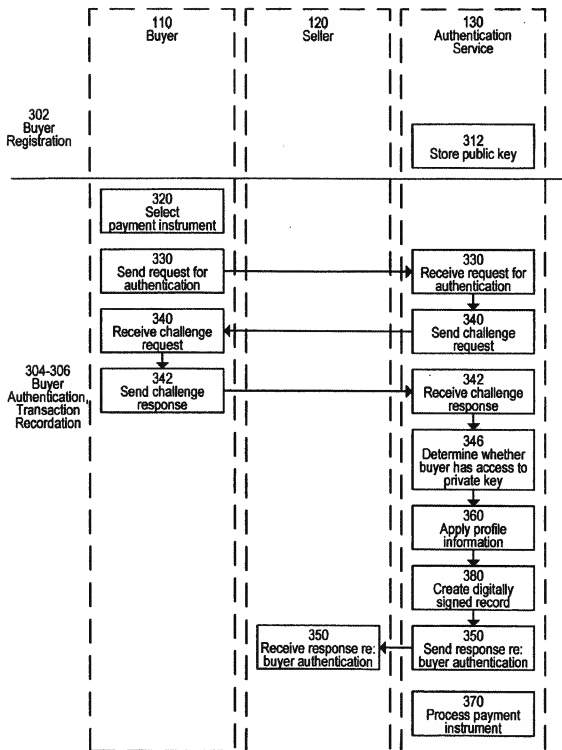 110
Buyer
120
Seller
130
Authentication
Service
302
Buyer
Registration
312
Store public key
320
Select
payment instrument
330
Send request for
authentication
330
Receive request for
authentication
340
Receive challenge
request
340
Send challenge
request
304-306
Buyer
Authentication,
Transaction
Recordation
342
Send challenge
response
342
Receive challenge
response
346
Determine whether
buyer has access to
private key
360
Apply profile
information
380
Create digitally
signed record
350
Receive response re:
buyer authentication
350
Send response re:
buyer authentication
370
Process payment
instrument